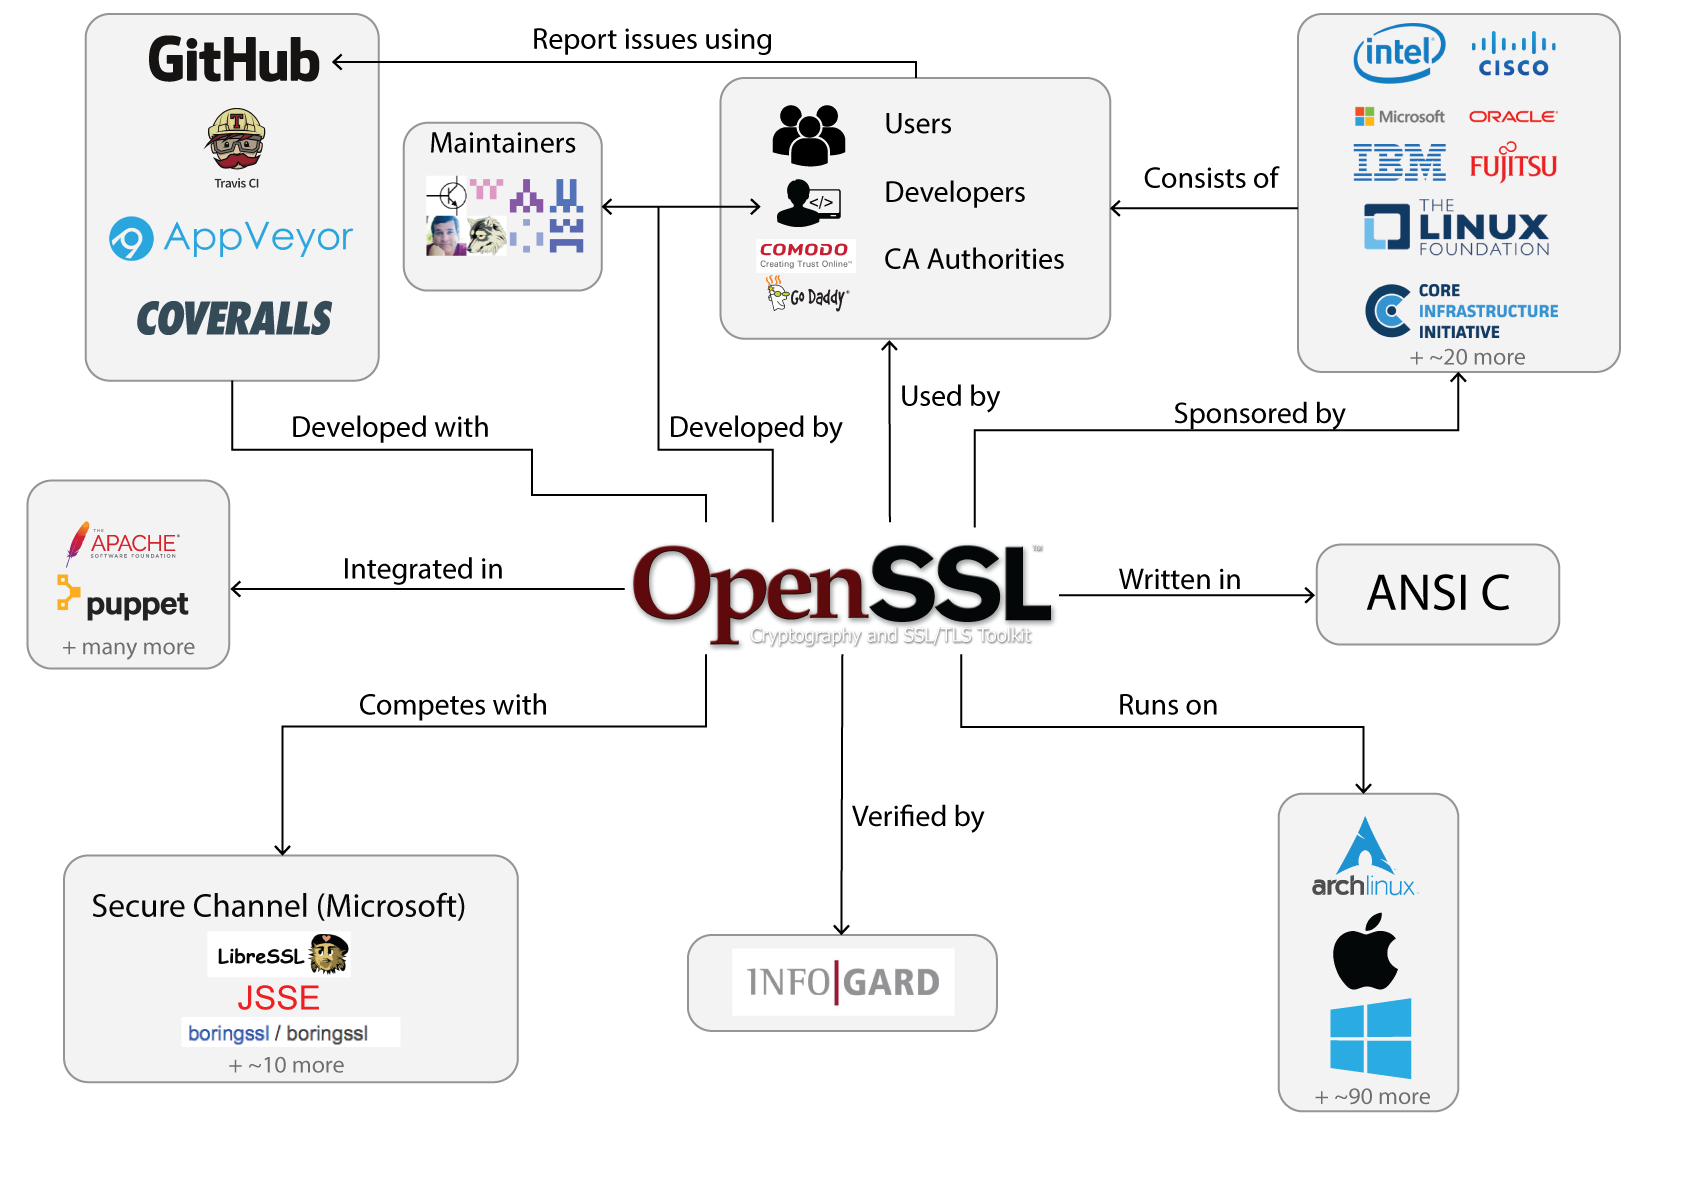 GitHub
Travis CI
AppVeyor
COVERALLS
Report issues using
Maintainers
Users
</>
Developers
COMODO
Creating Trust Online™
CA Authorities
Go Daddy®
Consists of
intel®
CISCO
Microsoft
ORACLE®
IBM
FUJITSU
THE
LINUX
FOUNDATION
CORE
INFRASTRUCTURE
INITIATIVE
+ ~20 more
Developed with
Developed by
Used by
Sponsored by
THE
APACHE®
SOFTWARE FOUNDATION
puppet
+ many more
Integrated in
OpenSSL™
Cryptography and SSL/TLS Toolkit
Written in
ANSI C
Competes with
Runs on
Verified by
Secure Channel (Microsoft)
LibreSSL
JSSE
boringssl / boringssl
+ ~10 more
INFO|GARD
archlinux
+ ~90 more